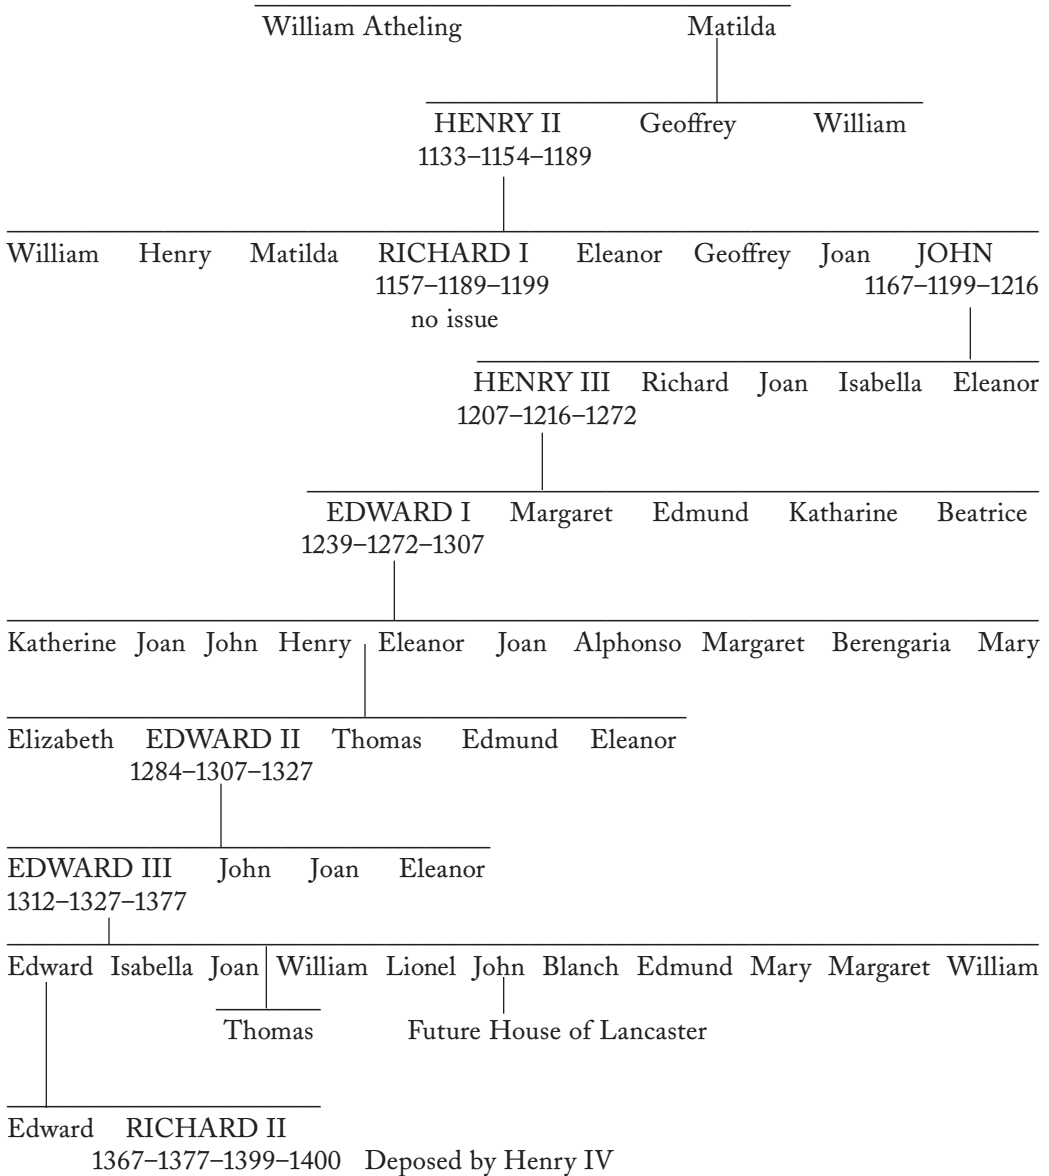 William Atheling Matilda
HENRY II Geoffrey William
1133–1154–1189
William Henry Matilda RICHARD I Eleanor Geoffrey Joan JOHN
1157–1189–1199 1167–1199–1216
no issue
HENRY III Richard Joan Isabella Eleanor
1207–1216–1272
EDWARD I Margaret Edmund Katharine Beatrice
1239–1272–1307
Katherine Joan John Henry Eleanor Joan Alphonso Margaret Berengaria Mary
Elizabeth EDWARD II Thomas Edmund Eleanor
1284–1307–1327
EDWARD III John Joan Eleanor
1312–1327–1377
Edward Isabella Joan William Lionel John Blanch Edmund Mary Margaret William
Thomas Future House of Lancaster
Edward RICHARD II
1367–1377–1399–1400 Deposed by Henry IV